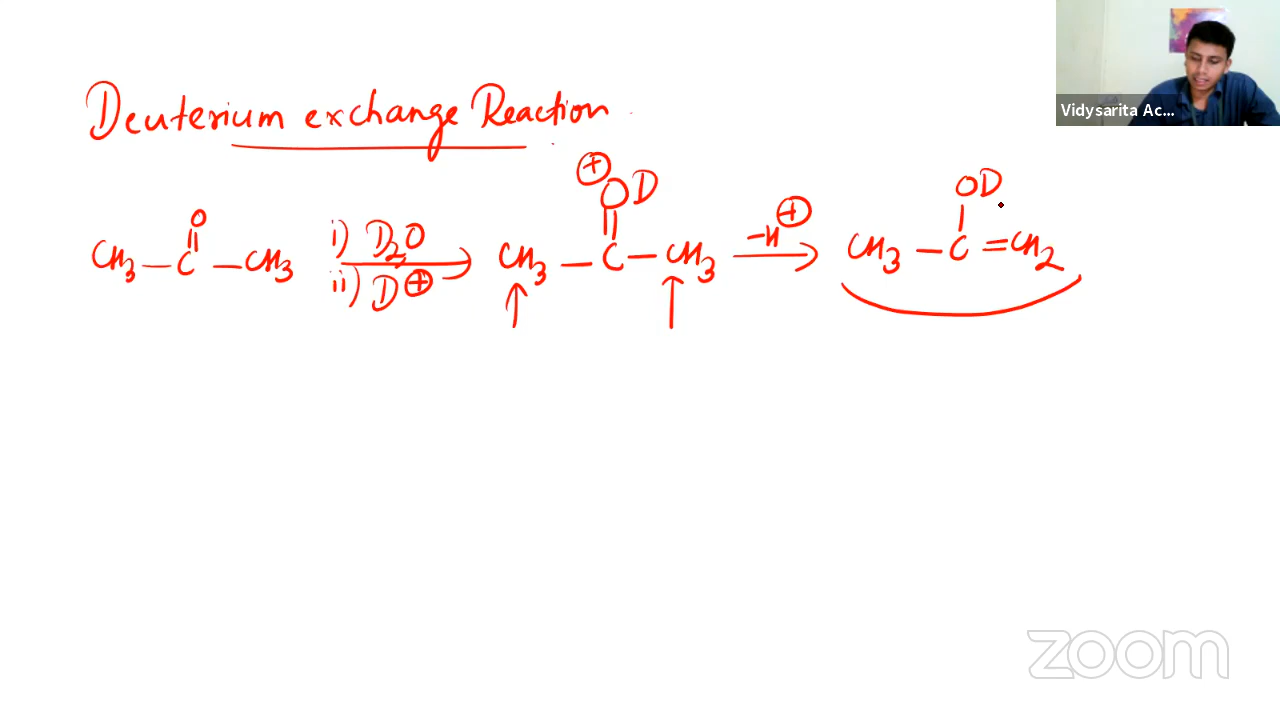 Vidysarita Ac...
Deuterium exchange Reaction
CH3 – C – CH3
O
i) D2O
ii) D⊕
⊕
OD
CH3 – C – CH3
–H⊕
OD
CH3 – C = CH2
zoom